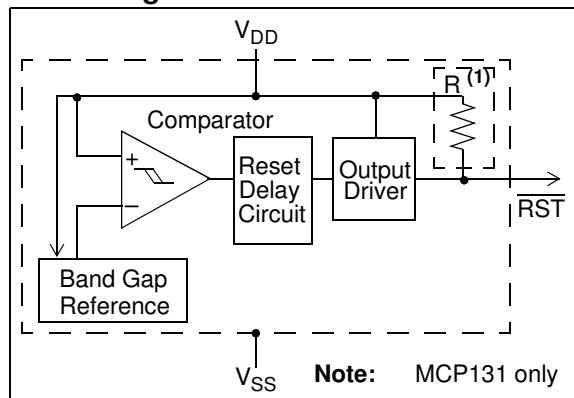 V_DD
R(1)
Comparator
+
−
Reset
Delay
Circuit
Output
Driver
RST
Band Gap
Reference
V_SS
Note: MCP131 only